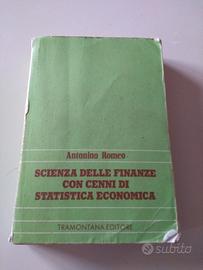 Antonino Romeo
SCIENZA DELLE FINANZE
CON CENNI DI
STATISTICA ECONOMICA
TRAMONTANA EDITORE
subito